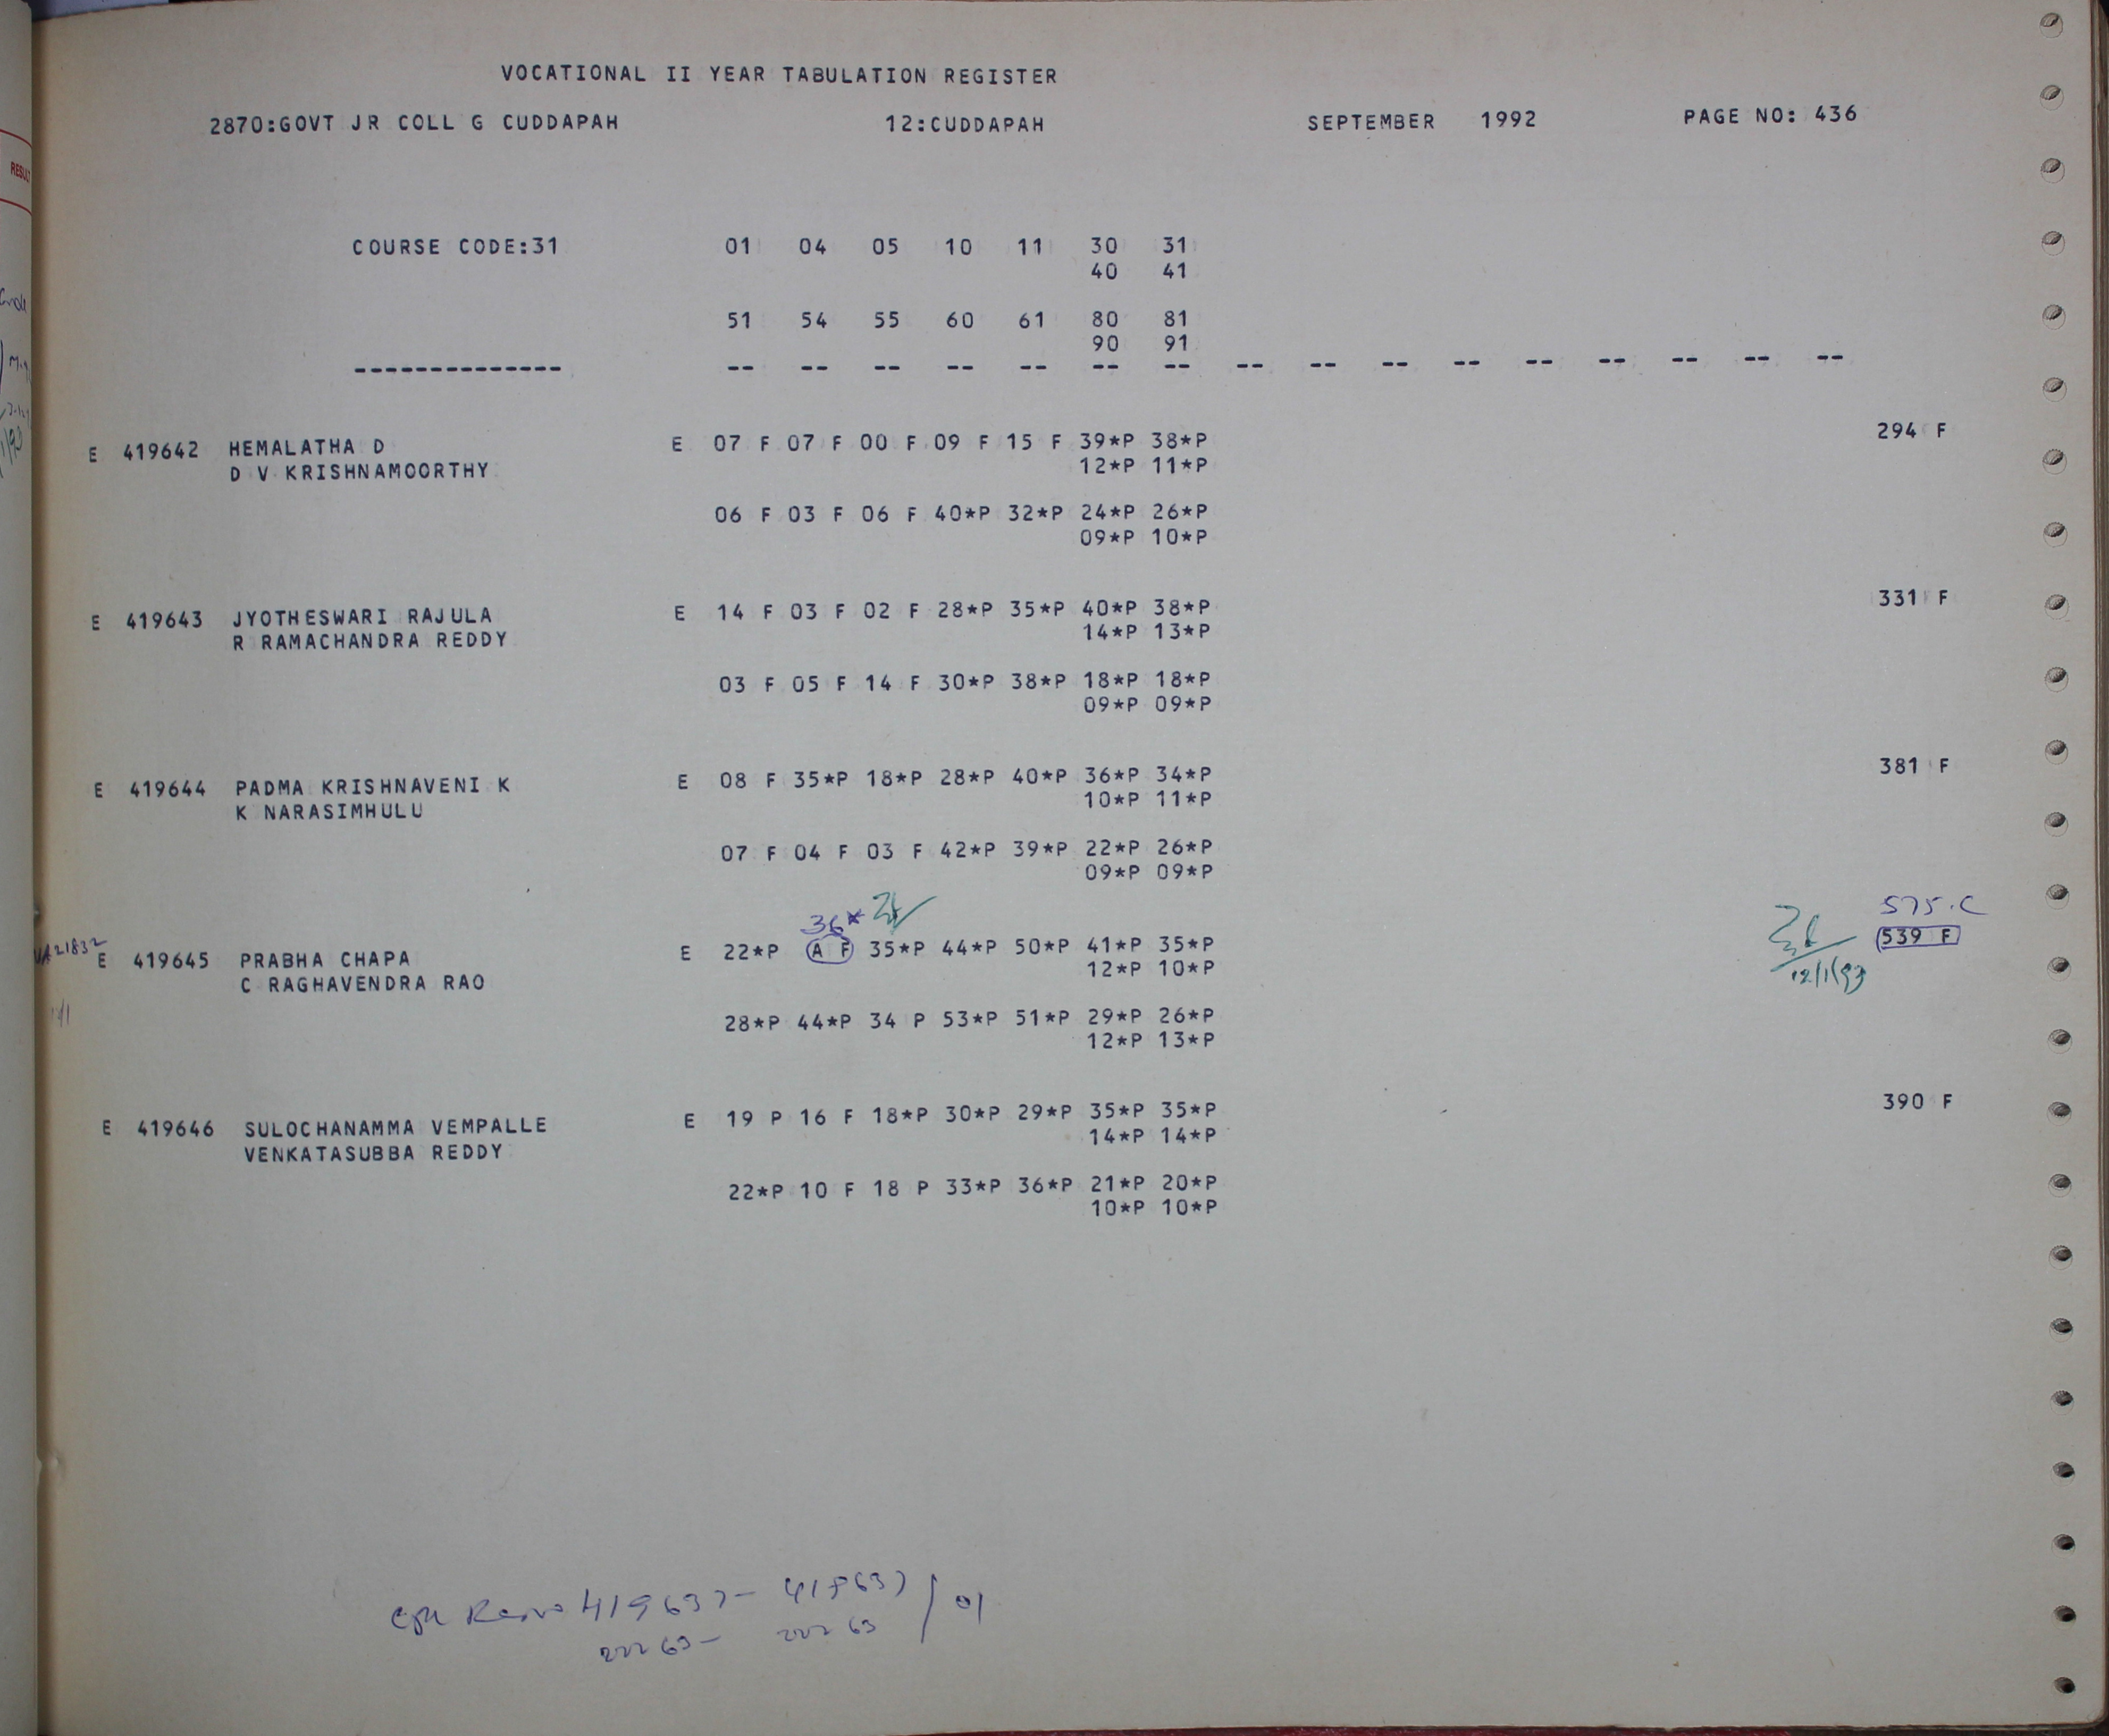 VOCATIONAL II YEAR TABULATION REGISTER
2870:GOVT JR COLL G CUDDAPAH 12:CUDDAPAH SEPTEMBER 1992 PAGE NO: 436
RESULT
COURSE CODE:31 01 04 05 10 11 30 31
40 41
51 54 55 60 61 80 81
90 91
-------------- -- -- -- -- -- -- -- -- -- -- -- -- -- -- -- --
E 419642 HEMALATHA D E 07 F 07 F 00 F 09 F 15 F 39*P 38*P 294 F
D V KRISHNAMOORTHY 12*P 11*P
06 F 03 F 06 F 40*P 32*P 24*P 26*P
09*P 10*P
E 419643 JYOTHESWARI RAJULA E 14 F 03 F 02 F 28*P 35*P 40*P 38*P 331 F
R RAMACHANDRA REDDY 14*P 13*P
03 F 05 F 14 F 30*P 38*P 18*P 18*P
09*P 09*P
E 419644 PADMA KRISHNAVENI K E 08 F 35*P 18*P 28*P 40*P 36*P 34*P 381 F
K NARASIMHULU 10*P 11*P
07 F 04 F 03 F 42*P 39*P 22*P 26*P
09*P 09*P
36* 575.C
E 419645 PRABHA CHAPA E 22*P A F 35*P 44*P 50*P 41*P 35*P 539 F
C RAGHAVENDRA RAO 12*P 10*P 12/1/93
28*P 44*P 34 P 53*P 51*P 29*P 26*P
12*P 13*P
E 419646 SULOCHANAMMA VEMPALLE E 19 P 16 F 18*P 30*P 29*P 35*P 35*P 390 F
VENKATASUBBA REDDY 14*P 14*P
22*P 10 F 18 P 33*P 36*P 21*P 20*P
10*P 10*P